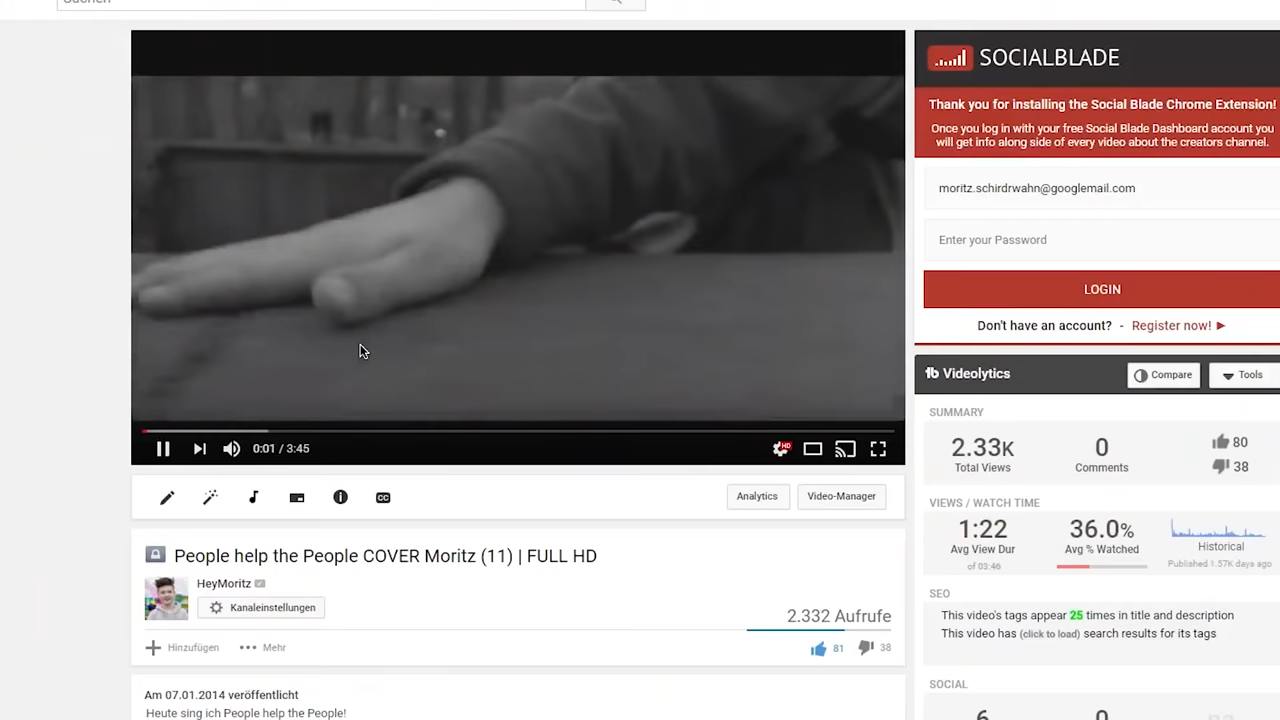 Suchen
SOCIALBLADE
Thank you for installing the Social Blade Chrome Extension!
Once you log in with your free Social Blade Dashboard account you
will get info along side of every video about the creators channel.
moritz.schirdrwahn@googlemail.com
Enter your Password
LOGIN
Don't have an account? - Register now! ►
0:01 / 3:45
HD
CC
Analytics
Video-Manager
People help the People COVER Moritz (11) | FULL HD
HeyMoritz
Kanaleinstellungen
2.332 Aufrufe
Hinzufügen
Mehr
81
38
Am 07.01.2014 veröffentlicht
Heute sing ich People help the People!
tb Videolytics
Compare
Tools
SUMMARY
2.33K
Total Views
0
Comments
80
38
VIEWS / WATCH TIME
1:22
Avg View Dur
of 03:46
36.0%
Avg % Watched
Historical
Published 1.57K days ago
SEO
This video's tags appear 25 times in title and description
This video has (click to load) search results for its tags
SOCIAL
6
0